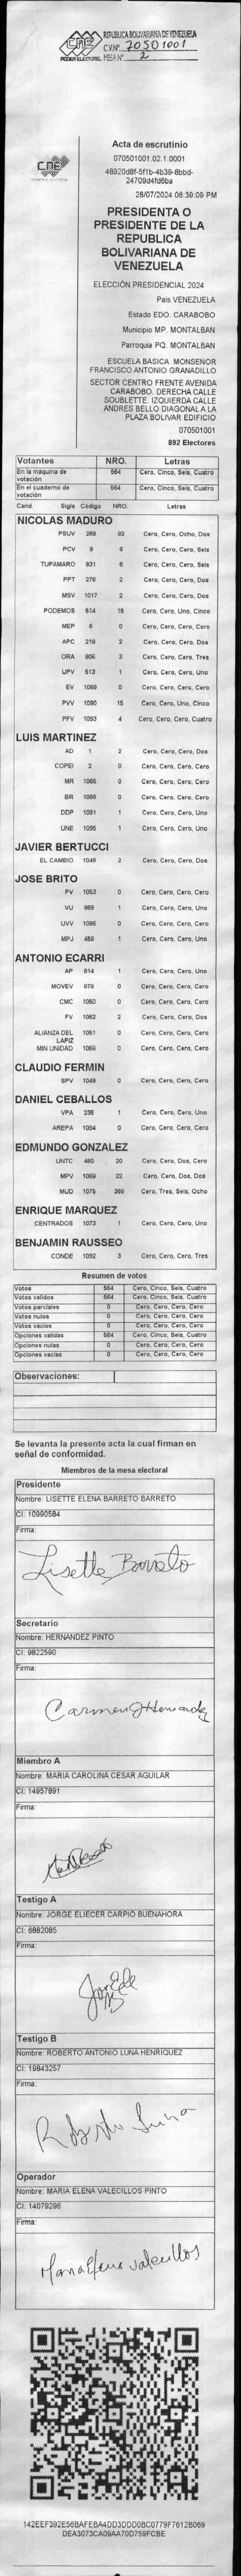 CNE
PODER ELECTORAL
REPUBLICA BOLIVARIANA DE VENEZUELA
C.V Nº 70501001
MESA Nº 2
CNE
Acta de escrutinio
070501001.02.1.0001
48920d8f-5f1b-4b39-8bbd-
24709d4fd6ba
28/07/2024 06:39:09 PM
PRESIDENTA O
PRESIDENTE DE LA
REPUBLICA
BOLIVARIANA DE
VENEZUELA
ELECCIÓN PRESIDENCIAL 2024
Pais VENEZUELA
Estado EDO. CARABOBO
Municipio MP. MONTALBAN
Parroquia PQ. MONTALBAN
ESCUELA BASICA MONSEÑOR
FRANCISCO ANTONIO GRANADILLO
SECTOR CENTRO FRENTE AVENIDA
CARABOBO. DERECHA CALLE
SOUBLETTE. IZQUIERDA CALLE
ANDRES BELLO DIAGONAL A LA
PLAZA BOLIVAR EDIFICIO
070501001
892 Electores
Votantes NRO. Letras
En la máquina de votación 564 Cero, Cinco, Seis, Cuatro
En el cuaderno de votación 564 Cero, Cinco, Seis, Cuatro
Cand. Sigla Código NRO. Letras
NICOLAS MADURO
PSUV 269 82 Cero, Cero, Ocho, Dos
PCV 9 6 Cero, Cero, Cero, Seis
TUPAMARO 931 6 Cero, Cero, Cero, Seis
PPT 276 2 Cero, Cero, Cero, Dos
MSV 1017 2 Cero, Cero, Cero, Dos
PODEMOS 514 15 Cero, Cero, Uno, Cinco
MEP 6 0 Cero, Cero, Cero, Cero
APC 219 2 Cero, Cero, Cero, Dos
ORA 906 3 Cero, Cero, Cero, Tres
UPV 513 1 Cero, Cero, Cero, Uno
EV 1089 0 Cero, Cero, Cero, Cero
PVV 1090 15 Cero, Cero, Uno, Cinco
PFV 1093 4 Cero, Cero, Cero, Cuatro
LUIS MARTINEZ
AD 1 2 Cero, Cero, Cero, Dos
COPEI 2 0 Cero, Cero, Cero, Cero
MR 1065 0 Cero, Cero, Cero, Cero
BR 1066 0 Cero, Cero, Cero, Cero
DDP 1091 1 Cero, Cero, Cero, Uno
UNE 1095 1 Cero, Cero, Cero, Uno
JAVIER BERTUCCI
EL CAMBIO 1049 2 Cero, Cero, Cero, Dos
JOSE BRITO
PV 1053 0 Cero, Cero, Cero, Cero
VU 868 1 Cero, Cero, Cero, Uno
UVV 1096 0 Cero, Cero, Cero, Cero
MPJ 458 1 Cero, Cero, Cero, Uno
ANTONIO ECARRI
AP 814 1 Cero, Cero, Cero, Uno
MOVEV 978 0 Cero, Cero, Cero, Cero
CMC 1050 0 Cero, Cero, Cero, Cero
FV 1062 2 Cero, Cero, Cero, Dos
ALIANZA DEL LAPIZ 1051 0 Cero, Cero, Cero, Cero
MIN UNIDAD 1068 0 Cero, Cero, Cero, Cero
CLAUDIO FERMIN
SPV 1048 0 Cero, Cero, Cero, Cero
DANIEL CEBALLOS
VPA 236 1 Cero, Cero, Cero, Uno
AREPA 1094 0 Cero, Cero, Cero, Cero
EDMUNDO GONZALEZ
UNTC 460 20 Cero, Cero, Dos, Cero
MPV 1069 22 Cero, Cero, Dos, Dos
MUD 1075 368 Cero, Tres, Seis, Ocho
ENRIQUE MARQUEZ
CENTRADOS 1073 1 Cero, Cero, Cero, Uno
BENJAMIN RAUSSEO
CONDE 1092 3 Cero, Cero, Cero, Tres
Resumen de votos
Votos 564 Cero, Cinco, Seis, Cuatro
Votos validos 564 Cero, Cinco, Seis, Cuatro
Votos parciales 0 Cero, Cero, Cero, Cero
Votos nulos 0 Cero, Cero, Cero, Cero
Votos vacios 0 Cero, Cero, Cero, Cero
Opciones validas 564 Cero, Cinco, Seis, Cuatro
Opciones nulas 0 Cero, Cero, Cero, Cero
Opciones vacias 0 Cero, Cero, Cero, Cero
Observaciones:
Se levanta la presente acta la cual firman en
señal de conformidad.
Miembros de la mesa electoral
Presidente
Nombre: LISETTE ELENA BARRETO BARRETO
CI: 10990584
Firma:
Lisette Barreto
Secretario
Nombre: HERNANDEZ PINTO
CI: 9822590
Firma:
Carmen J Hernandez
Miembro A
Nombre: MARIA CAROLINA CESAR AGUILAR
CI: 14957891
Firma:
Testigo A
Nombre: JORGE ELIECER CARPIO BUENAHORA
CI: 6682085
Firma:
Testigo B
Nombre: ROBERTO ANTONIO LUNA HENRIQUEZ
CI: 19843257
Firma:
Roberto Luna
Operador
Nombre: MARIA ELENA VALECILLOS PINTO
CI: 14079296
Firma:
Maria Elena Valecillos
142EEF392E56BAFEBA4DD3DDD0BC0779F7612B069
DEA3073CA09AA70D759FCBE